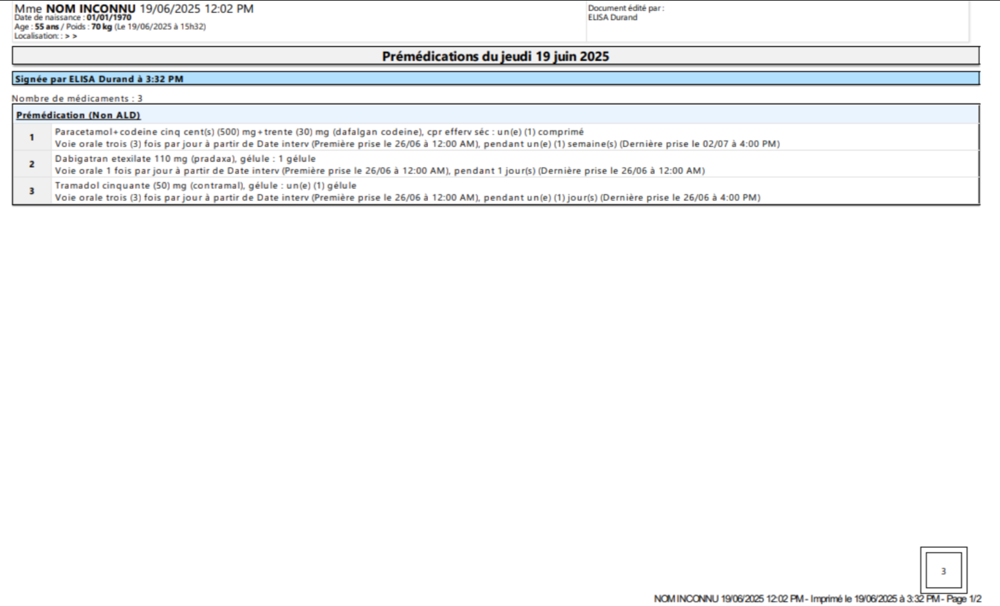 Mme NOM INCONNU 19/06/2025 12:02 PM
Date de naissance : 01/01/1970
Age : 55 ans / Poids : 70 kg (Le 19/06/2025 à 15h32)
Localisation: : > >
Document édité par :
ELISA Durand
Prémédications du jeudi 19 juin 2025
Signée par ELISA Durand à 3:32 PM
Nombre de médicaments : 3
Prémédication (Non ALD)
1
Paracetamol+codeine cinq cent(s) (500) mg+trente (30) mg (dafalgan codeine), cpr efferv séc : un(e) (1) comprimé
Voie orale trois (3) fois par jour à partir de Date interv (Première prise le 26/06 à 12:00 AM), pendant un(e) (1) semaine(s) (Dernière prise le 02/07 à 4:00 PM)
2
Dabigatran etexilate 110 mg (pradaxa), gélule : 1 gélule
Voie orale 1 fois par jour à partir de Date interv (Première prise le 26/06 à 12:00 AM), pendant 1 jour(s) (Dernière prise le 26/06 à 12:00 AM)
3
Tramadol cinquante (50) mg (contramal), gélule : un(e) (1) gélule
Voie orale trois (3) fois par jour à partir de Date interv (Première prise le 26/06 à 12:00 AM), pendant un(e) (1) jour(s) (Dernière prise le 26/06 à 4:00 PM)
3
NOM INCONNU 19/06/2025 12:02 PM - Imprimé le 19/06/2025 à 3:32 PM - Page 1/2